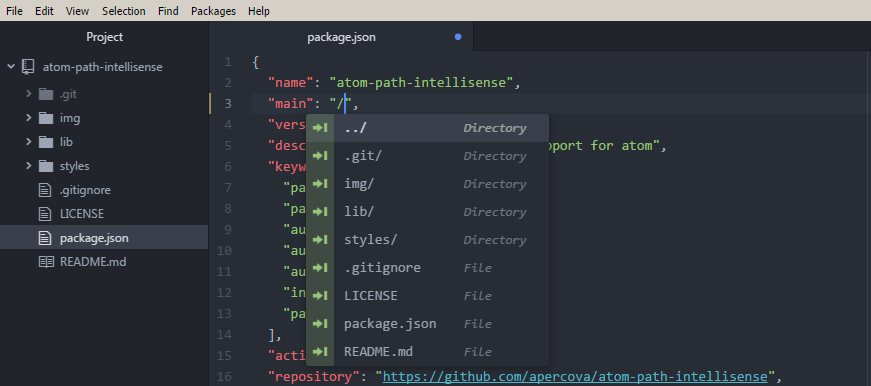 File Edit View Selection Find Packages Help
Project
atom-path-intellisense
.git
img
lib
styles
.gitignore
LICENSE
package.json
README.md
package.json
1 {
2 "name": "atom-path-intellisense",
3 "main": "/",
4 "vers
5 "desc pport for atom",
6 "keyw
7 "pa
8 "pa
9 "au
10 "au
11 "au
12 "in
13 "pa
14 ],
15 "acti
16 "repository": "https://github.com/apercova/atom-path-intellisense",
../ Directory
.git/ Directory
img/ Directory
lib/ Directory
styles/ Directory
.gitignore File
LICENSE File
package.json File
README.md File